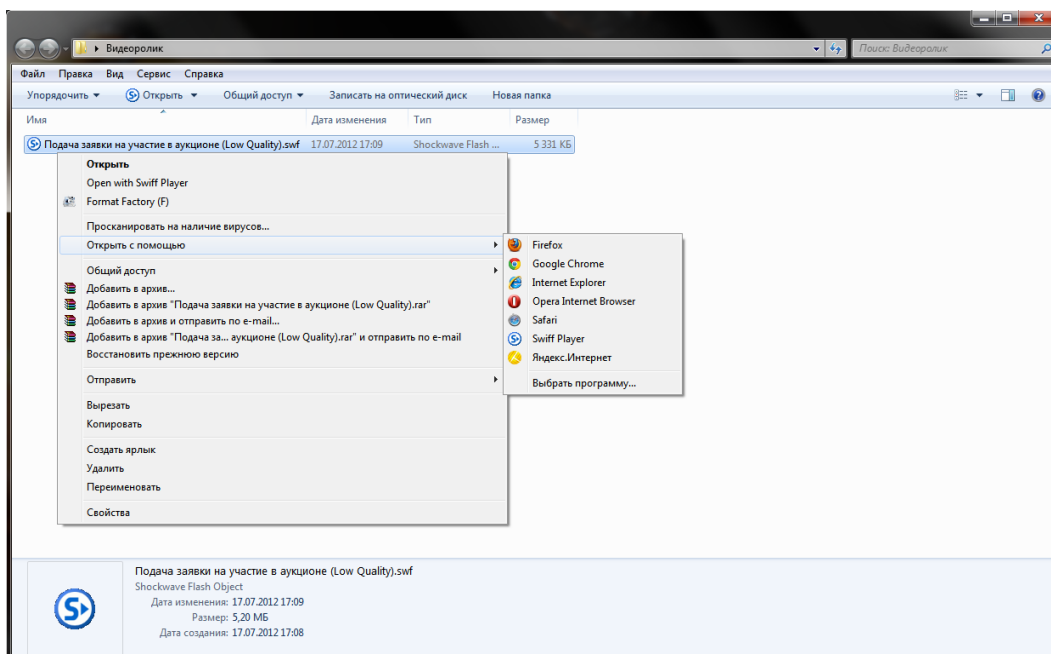 Видеоролик
Поиск: Видеоролик
Файл Правка Вид Сервис Справка
Упорядочить Открыть Общий доступ Записать на оптический диск Новая папка
Имя Дата изменения Тип Размер
Подача заявки на участие в аукционе (Low Quality).swf 17.07.2012 17:09 Shockwave Flash ... 5 331 КБ
Открыть
Open with Swiff Player
Format Factory (F)
Просканировать на наличие вирусов...
Открыть с помощью
Общий доступ
Добавить в архив...
Добавить в архив "Подача заявки на участие в аукционе (Low Quality).rar"
Добавить в архив и отправить по e-mail...
Добавить в архив "Подача за... аукционе (Low Quality).rar" и отправить по e-mail
Восстановить прежнюю версию
Отправить
Вырезать
Копировать
Создать ярлык
Удалить
Переименовать
Свойства
Firefox
Google Chrome
Internet Explorer
Opera Internet Browser
Safari
Swiff Player
Яндекс.Интернет
Выбрать программу...
Подача заявки на участие в аукционе (Low Quality).swf
Shockwave Flash Object
Дата изменения: 17.07.2012 17:09
Размер: 5,20 МБ
Дата создания: 17.07.2012 17:08